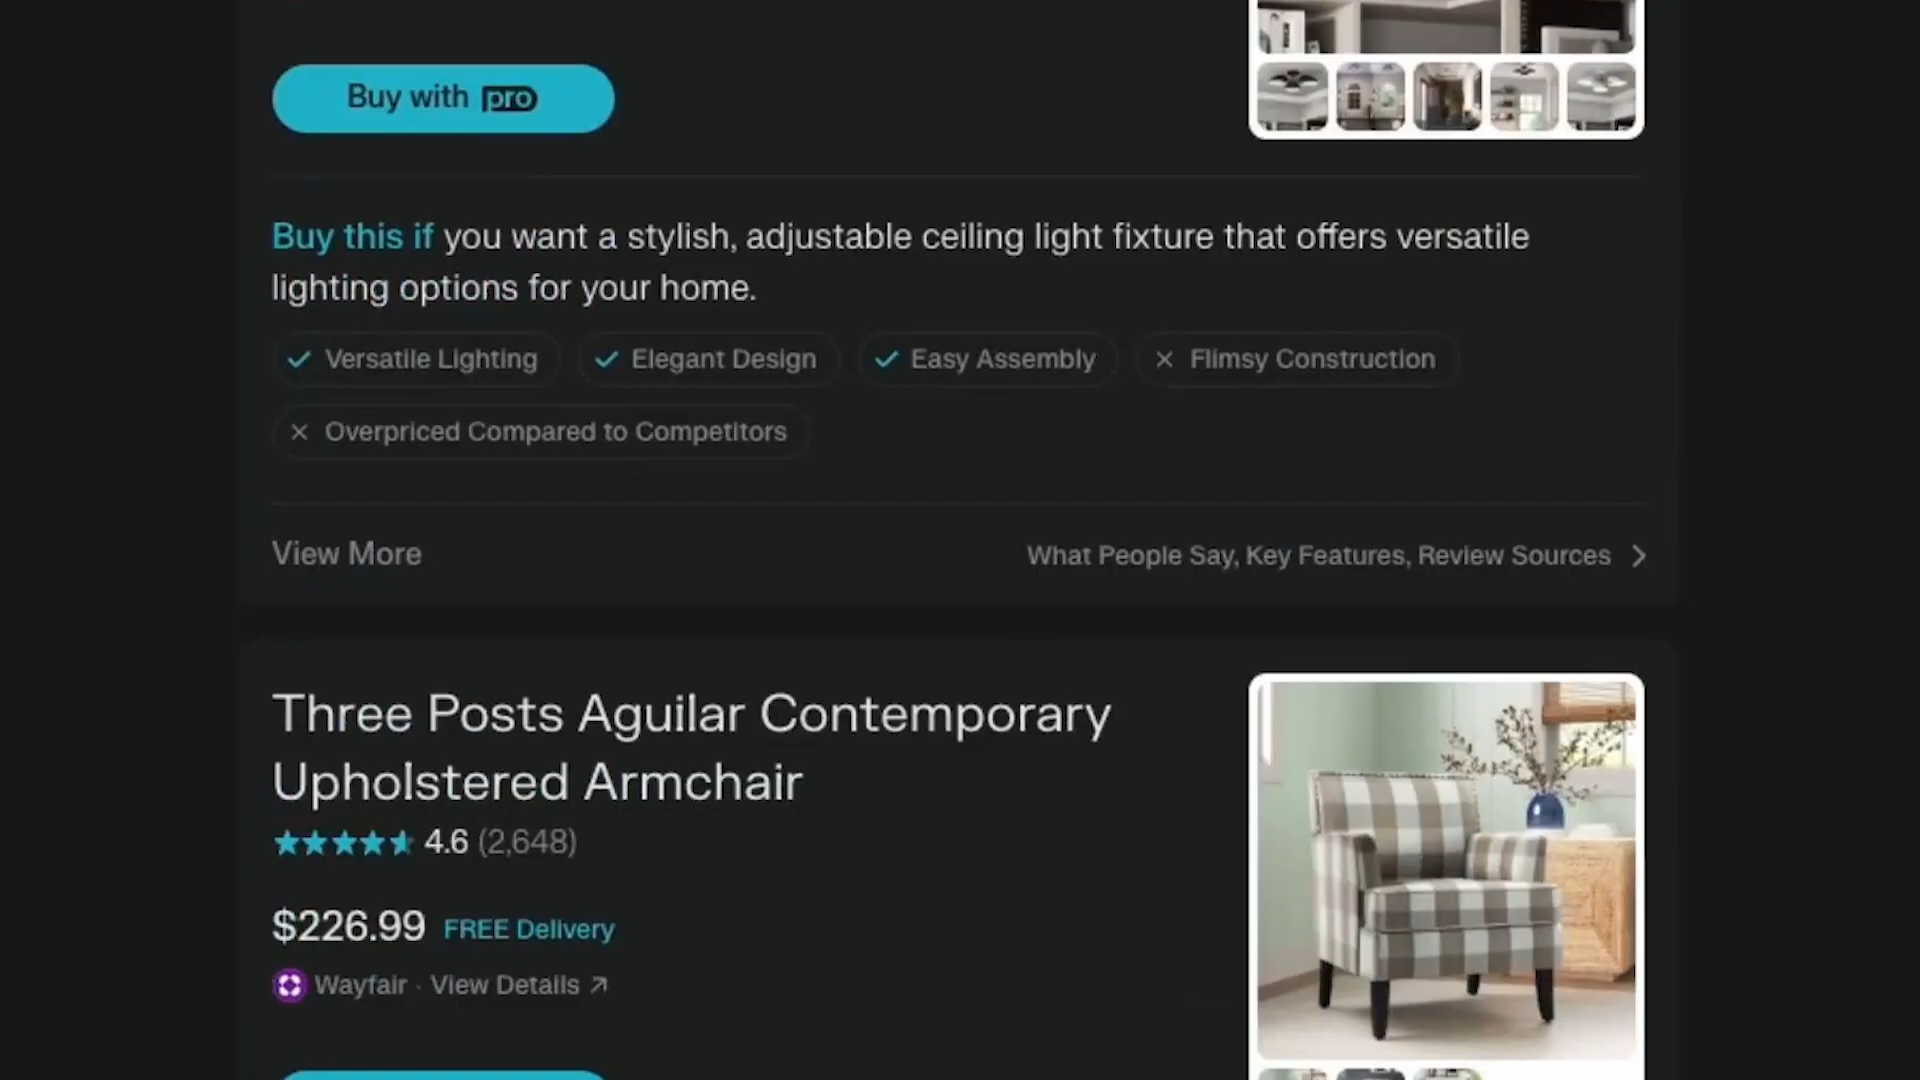 Buy with pro
Buy this if you want a stylish, adjustable ceiling light fixture that offers versatile
lighting options for your home.
Versatile Lighting
Elegant Design
Easy Assembly
Flimsy Construction
Overpriced Compared to Competitors
View More
What People Say, Key Features, Review Sources
Three Posts Aguilar Contemporary
Upholstered Armchair
4.6 (2,648)
$226.99 FREE Delivery
Wayfair · View Details